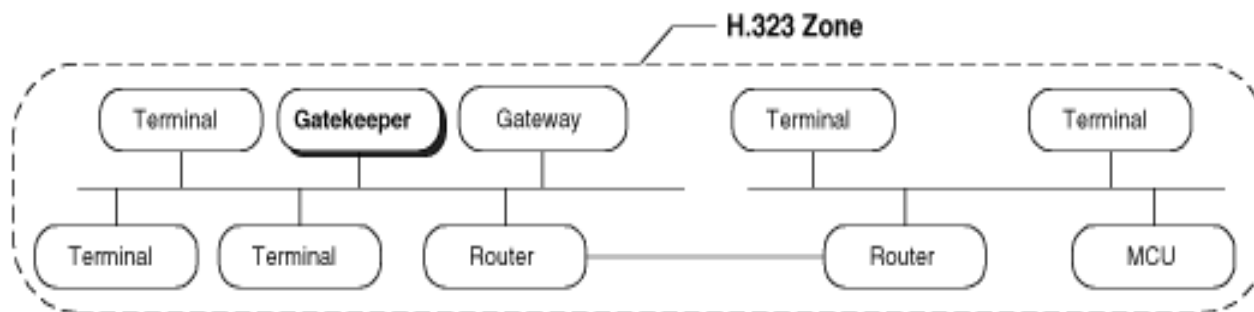 H.323 Zone
Terminal Gatekeeper Gateway Terminal Terminal
Terminal Terminal Router Router MCU